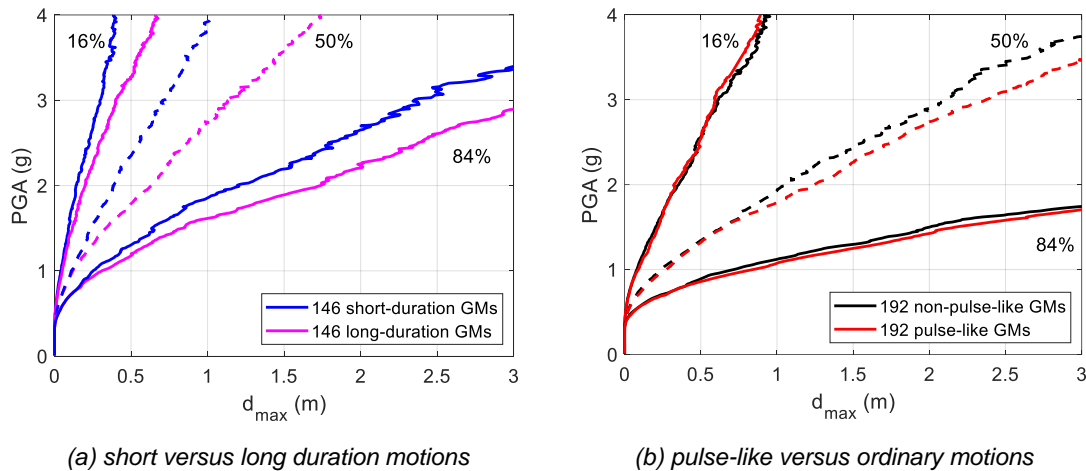 4
3
2
1
0
PGA (g)
16%
50%
84%
146 short-duration GMs
146 long-duration GMs
0 0.5 1 1.5 2 2.5 3
d_max (m)
(a) short versus long duration motions
4
3
2
1
0
PGA (g)
16%
50%
84%
192 non-pulse-like GMs
192 pulse-like GMs
0 0.5 1 1.5 2 2.5 3
d_max (m)
(b) pulse-like versus ordinary motions